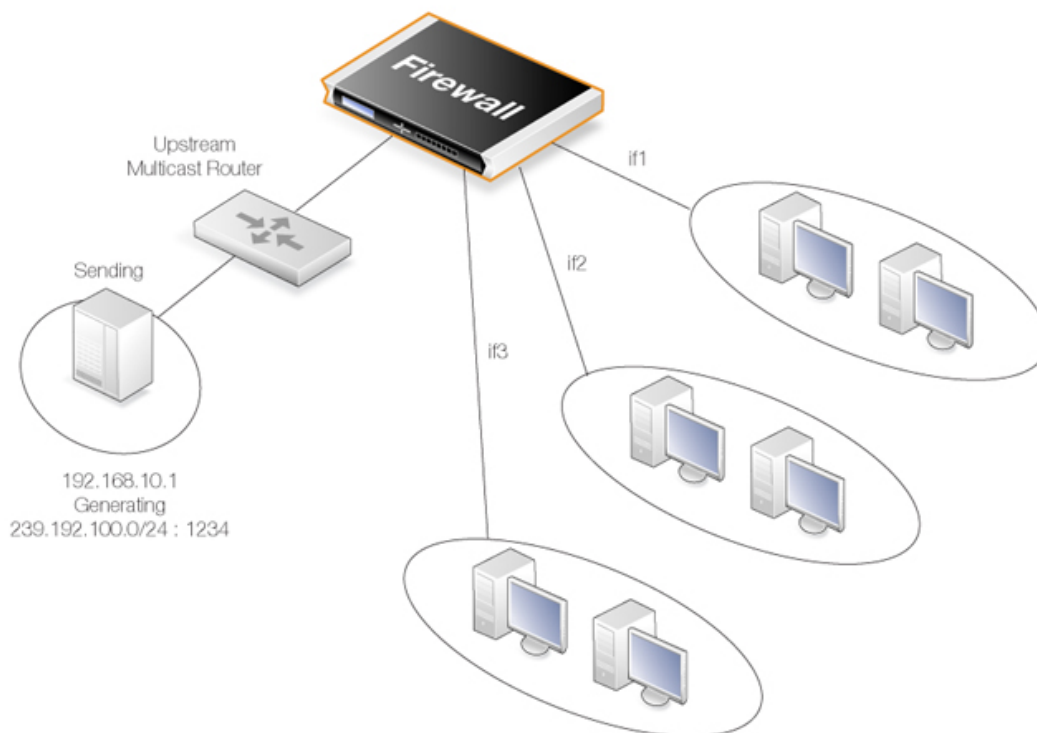 Firewall
Upstream
Multicast Router
if1
Sending
if2
if3
192.168.10.1
Generating
239.192.100.0/24 : 1234